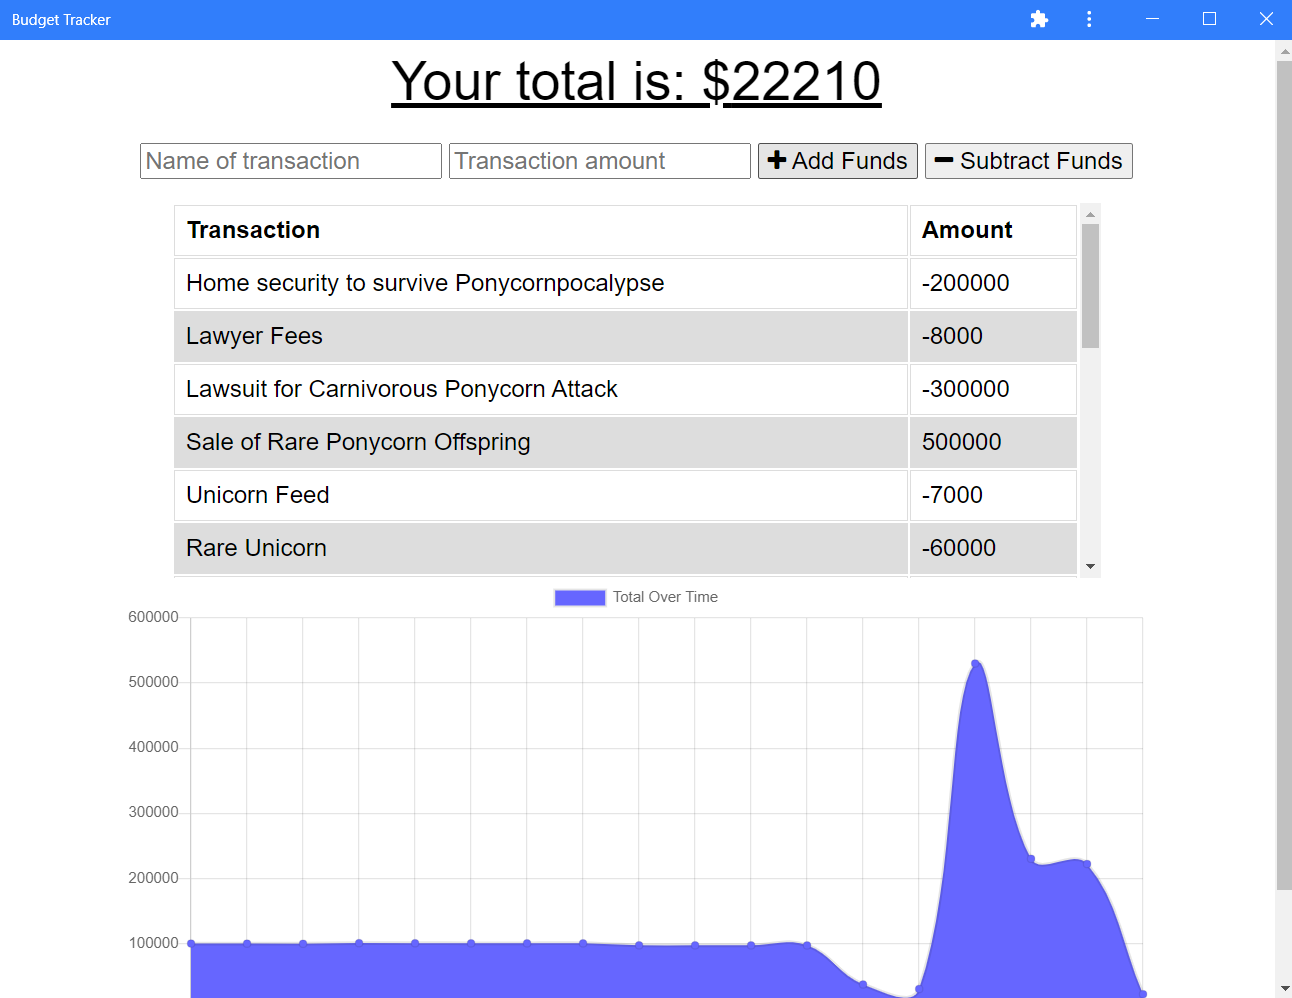 Budget Tracker
Your total is: $22210
Name of transaction Transaction amount Add Funds Subtract Funds
Transaction Amount
Home security to survive Ponycornpocalypse -200000
Lawyer Fees -8000
Lawsuit for Carnivorous Ponycorn Attack -300000
Sale of Rare Ponycorn Offspring 500000
Unicorn Feed -7000
Rare Unicorn -60000
Total Over Time
600000
500000
400000
300000
200000
100000